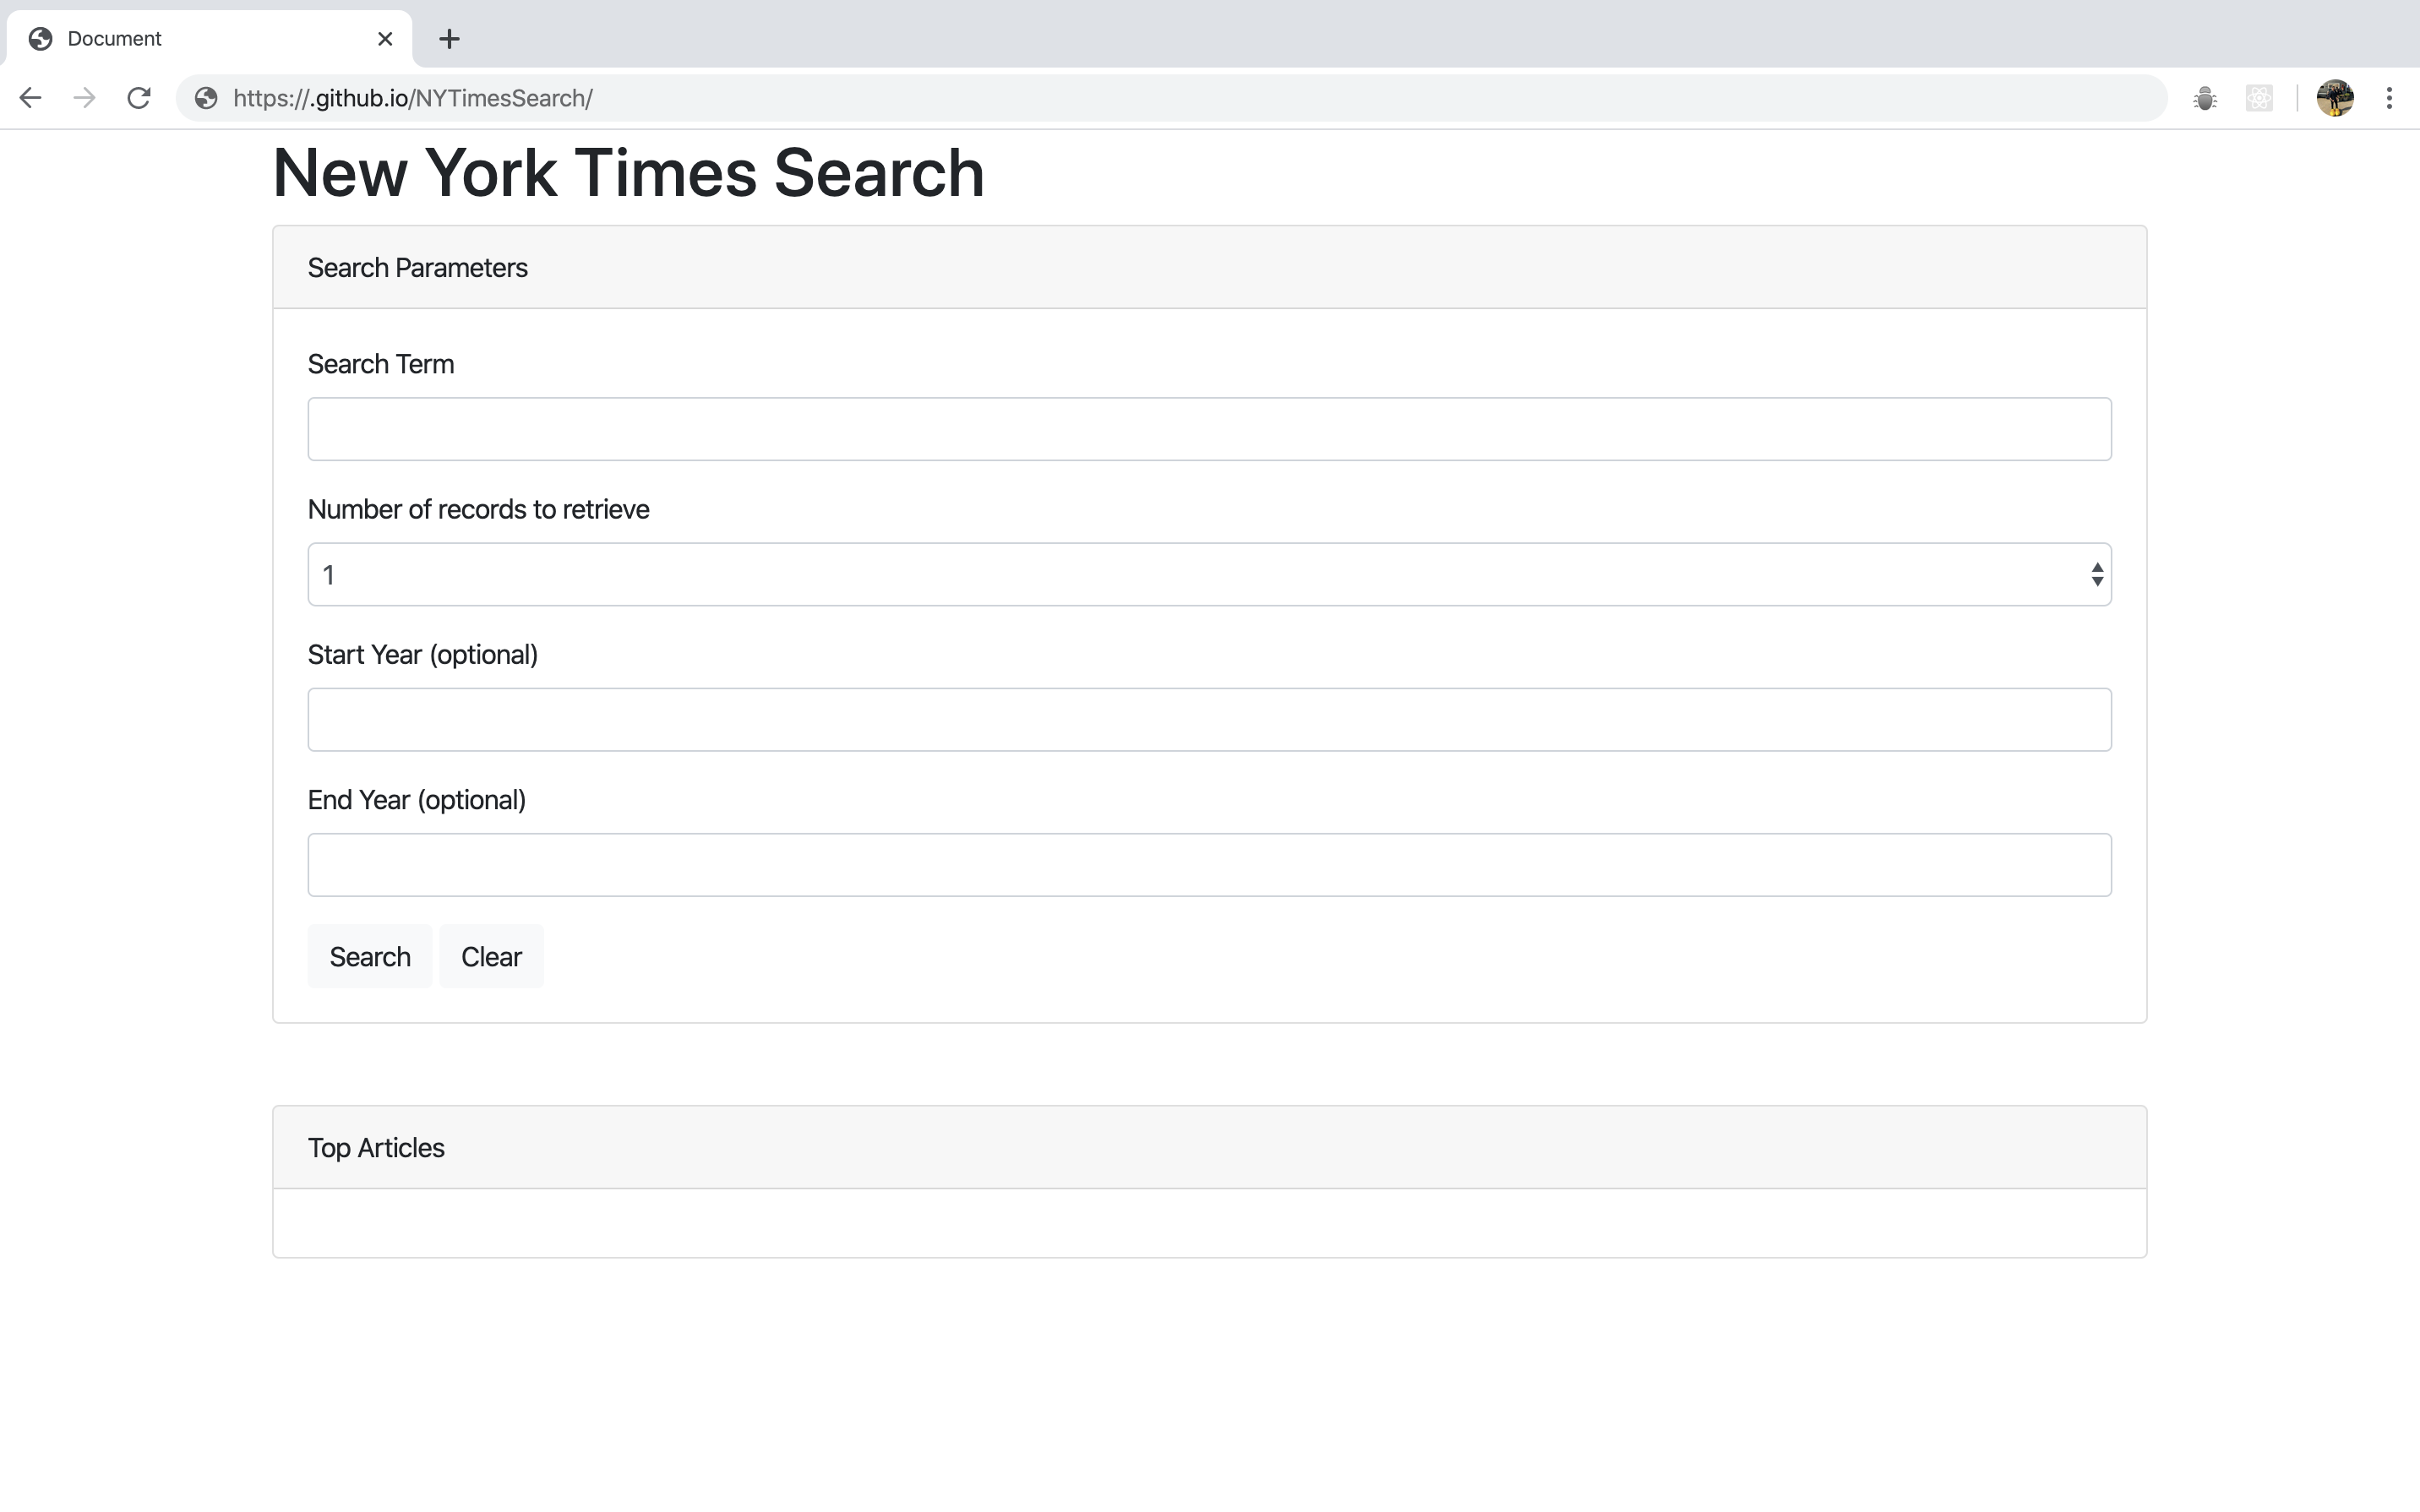 Document
https://.github.io/NYTimesSearch/
New York Times Search
Search Parameters
Search Term
Number of records to retrieve
1
Start Year (optional)
End Year (optional)
Search Clear
Top Articles